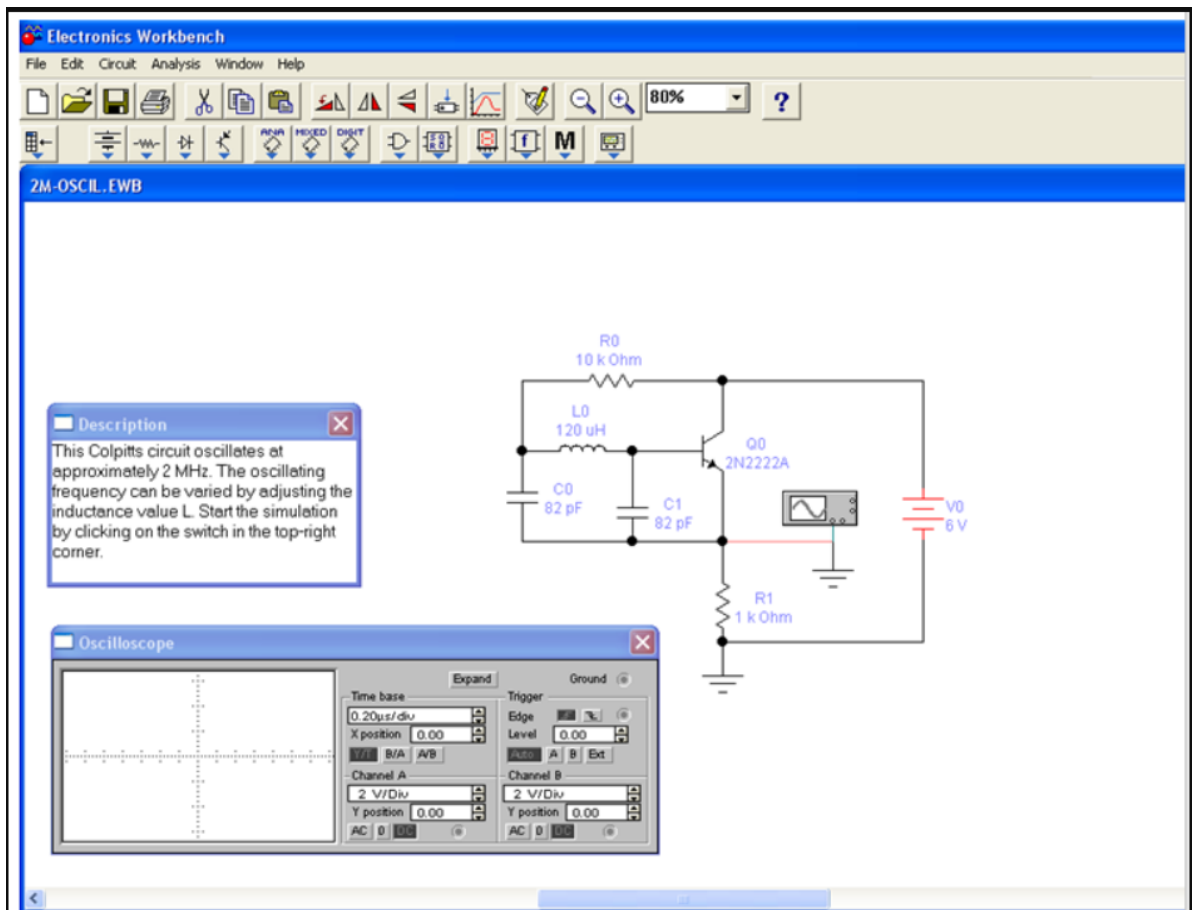 Electronics Workbench
File Edit Circuit Analysis Window Help
80%
?
ANA MIXED DIGIT
M
2M-OSCIL.EWB
R0
10 k Ohm
L0
120 uH
Q0
2N2222A
C0
82 pF
C1
82 pF
V0
6 V
R1
1 k Ohm
Description
This Colpitts circuit oscillates at
approximately 2 MHz. The oscillating
frequency can be varied by adjusting the
inductance value L. Start the simulation
by clicking on the switch in the top-right
corner.
Oscilloscope
Expand Ground
Time base Trigger
0.20µs/div Edge
X position 0.00 Level 0.00
Y/T B/A A/B Auto A B Ext
Channel A Channel B
2 V/Div 2 V/Div
Y position 0.00 Y position 0.00
AC 0 DC AC 0 DC